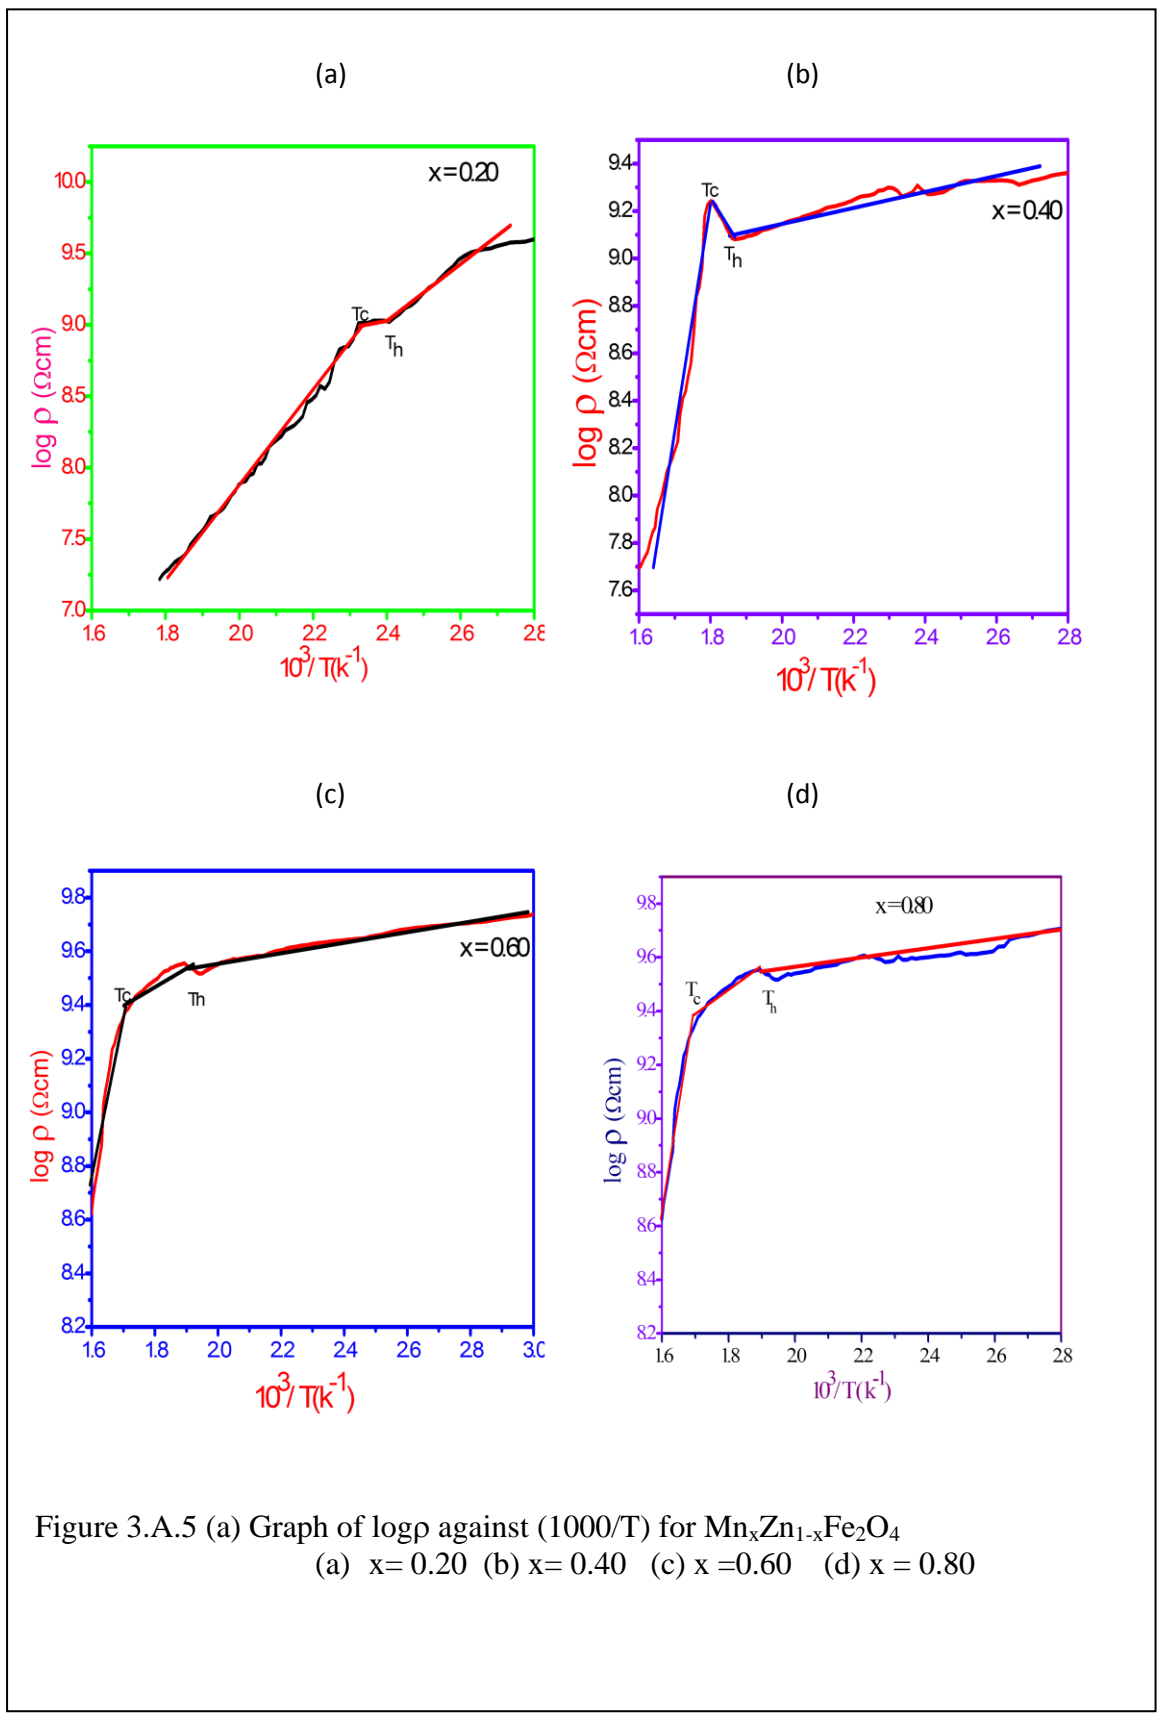 (a)
(b)
x=0.20
10.0
9.5
9.0
8.5
8.0
7.5
7.0
Tc
Th
log ρ (Ωcm)
1.6 1.8 2.0 2.2 2.4 2.6 2.8
10³/ T(k⁻¹)
9.4
9.2
9.0
8.8
8.6
8.4
8.2
8.0
7.8
7.6
Tc
Th
x=0.40
log ρ (Ωcm)
1.6 1.8 2.0 2.2 2.4 2.6 2.8
10³/ T(k⁻¹)
(c)
(d)
9.8
9.6
9.4
9.2
9.0
8.8
8.6
8.4
8.2
x=0.60
Tc
Th
log ρ (Ωcm)
1.6 1.8 2.0 2.2 2.4 2.6 2.8 3.0
10³/ T(k⁻¹)
x=0.80
9.8
9.6
9.4
9.2
9.0
8.8
8.6
8.4
8.2
Tc
Th
log ρ (Ωcm)
1.6 1.8 2.0 2.2 2.4 2.6 2.8
10³/T(k⁻¹)
Figure 3.A.5 (a) Graph of logρ against (1000/T) for MnₓZn₁₋ₓFe₂O₄
(a) x= 0.20 (b) x= 0.40 (c) x =0.60 (d) x = 0.80